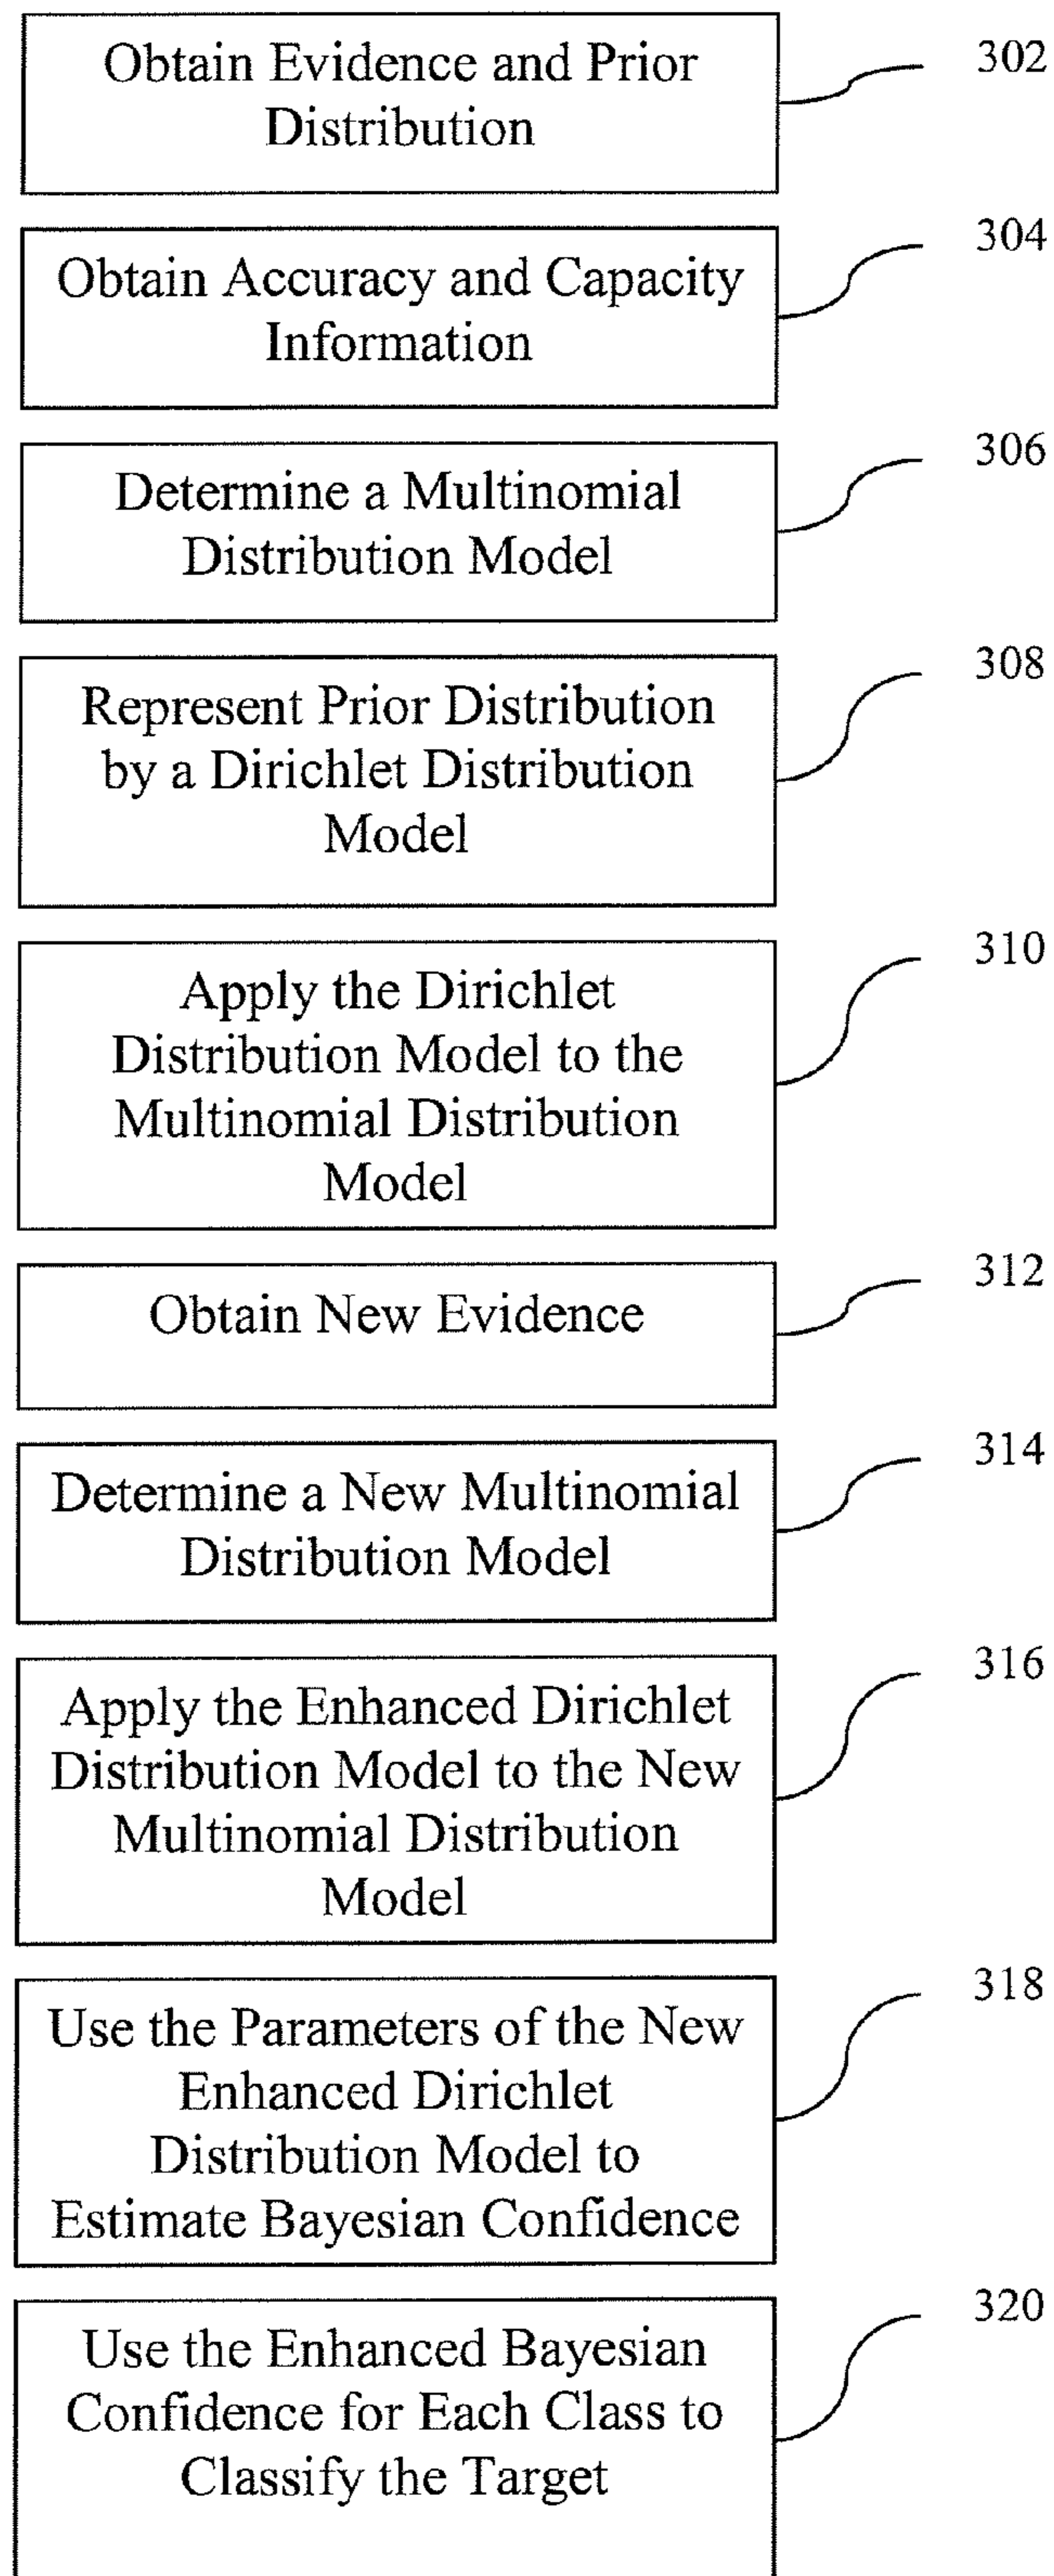 Obtain Evidence and Prior
Distribution
302
Obtain Accuracy and Capacity
Information
304
Determine a Multinomial
Distribution Model
306
Represent Prior Distribution
by a Dirichlet Distribution
Model
308
Apply the Dirichlet
Distribution Model to the
Multinomial Distribution
Model
310
Obtain New Evidence
312
Determine a New Multinomial
Distribution Model
314
Apply the Enhanced Dirichlet
Distribution Model to the New
Multinomial Distribution
Model
316
Use the Parameters of the New
Enhanced Dirichlet
Distribution Model to
Estimate Bayesian Confidence
318
Use the Enhanced Bayesian
Confidence for Each Class to
Classify the Target
320